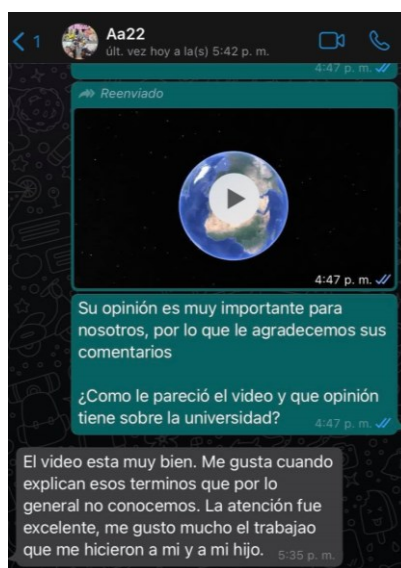 1
Aa22
últ. vez hoy a la(s) 5:42 p. m.
4:47 p. m.
Reenviado
4:47 p. m.
Su opinión es muy importante para
nosotros, por lo que le agradecemos sus
comentarios
¿Como le pareció el video y que opinión
tiene sobre la universidad?
4:47 p. m.
El video esta muy bien. Me gusta cuando
explican esos terminos que por lo
general no conocemos. La atención fue
excelente, me gusto mucho el trabajao
que me hicieron a mi y a mi hijo.
5:35 p. m.